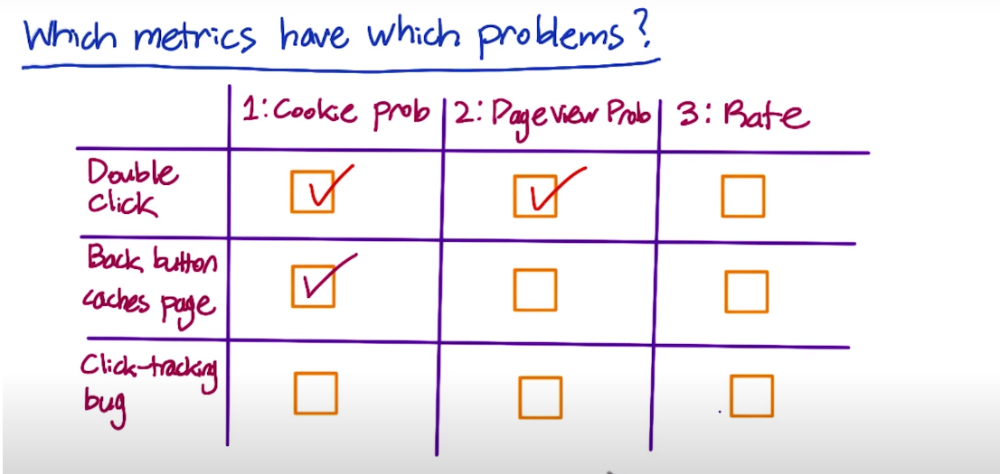 Which metrics have which problems?
1: Cookie prob 2: Pageview Prob 3: Rate
Double
click
Back button
caches page
Click-tracking
bug